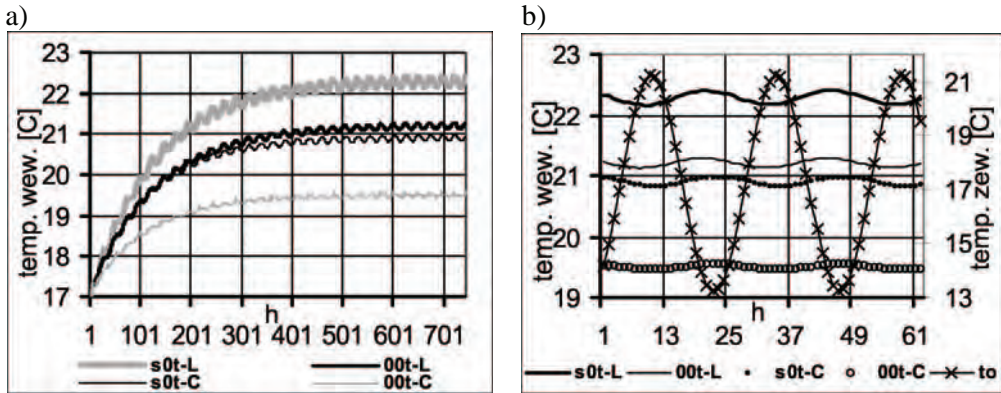 a)
b)
temp. wew. [C]
23
22
21
20
19
18
17
1 101 201 301 401 501 601 701
h
s0t-L 00t-L
s0t-C 00t-C
temp. wew. [C]
23
22
21
20
19
21
19
17
15
13
temp. zew. [C]
1 13 25 37 49 61
h
s0t-L 00t-L s0t-C 00t-C to